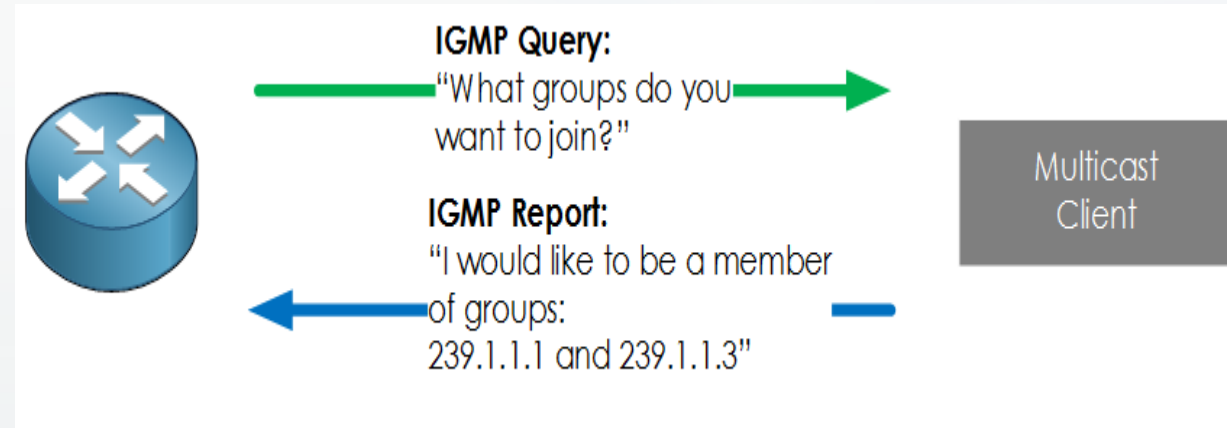 IGMP Query:
“What groups do you
want to join?”
Multicast
Client
IGMP Report:
“I would like to be a member
of groups:
239.1.1.1 and 239.1.1.3”